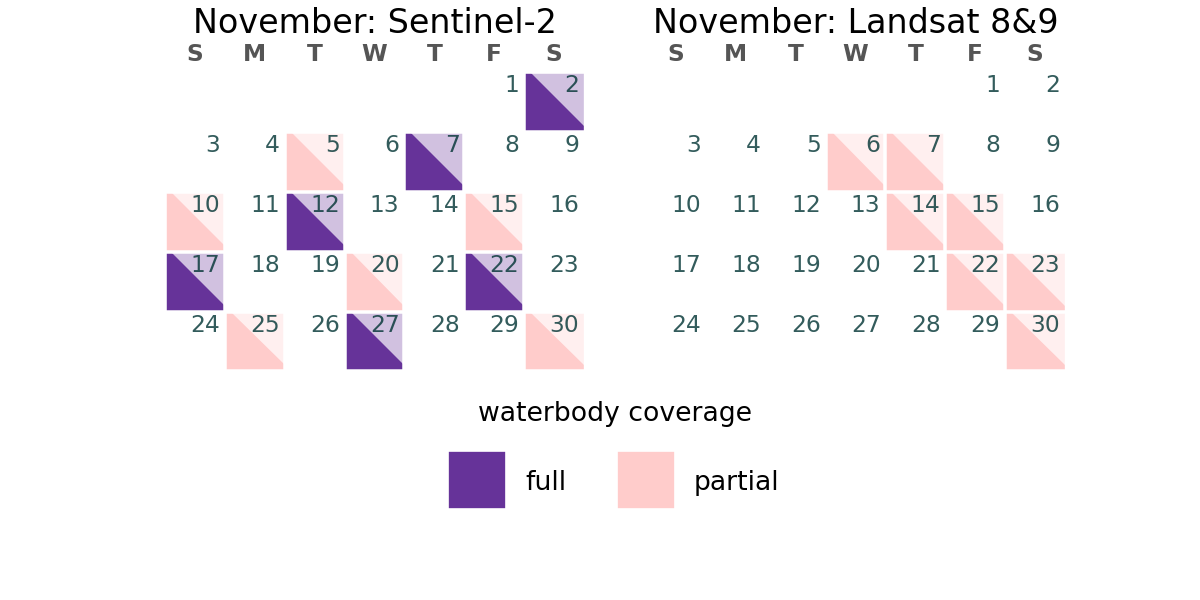 November: Sentinel-2
S M T W T F S
1 2
3 4 5 6 7 8 9
10 11 12 13 14 15 16
17 18 19 20 21 22 23
24 25 26 27 28 29 30
November: Landsat 8&9
S M T W T F S
1 2
3 4 5 6 7 8 9
10 11 12 13 14 15 16
17 18 19 20 21 22 23
24 25 26 27 28 29 30
waterbody coverage
full partial